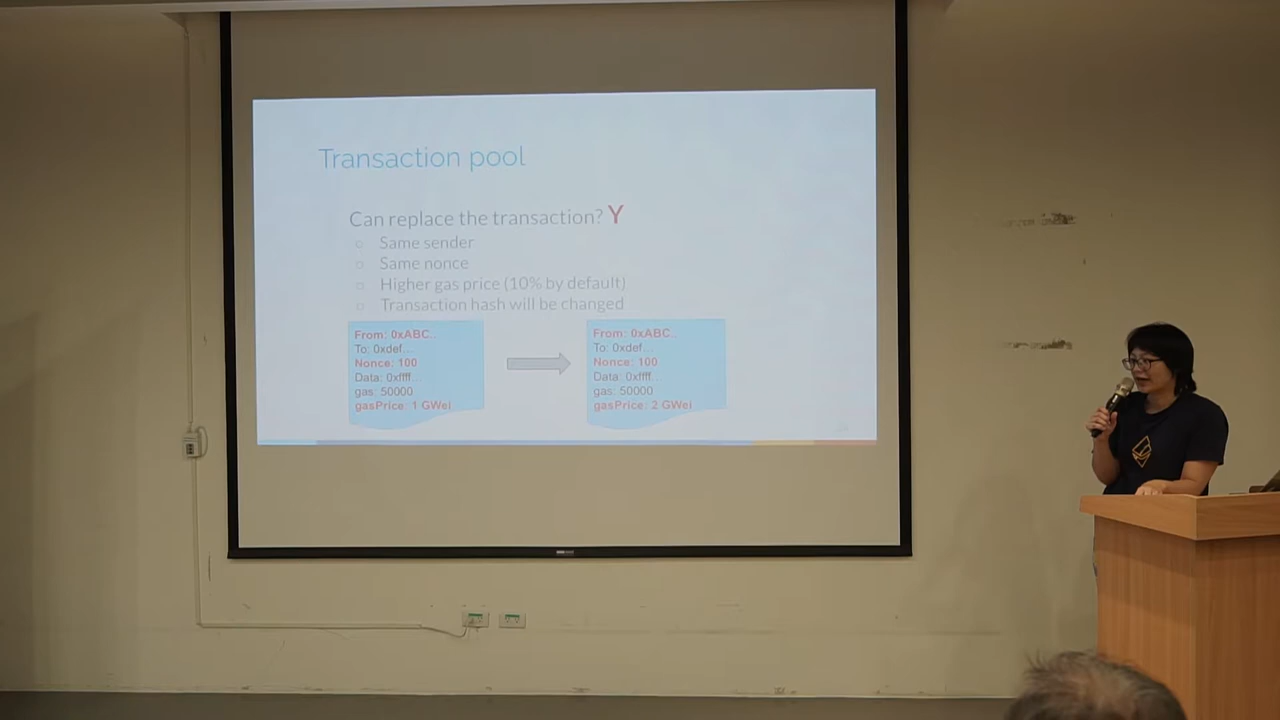 Transaction pool
Can replace the transaction? Y
Same sender
Same nonce
Higher gas price (10% by default)
Transaction hash will be changed
From: 0xABC..
To: 0xdef...
Nonce: 100
Data: 0xffff...
gas: 50000
gasPrice: 1 GWei
From: 0xABC..
To: 0xdef...
Nonce: 100
Data: 0xffff...
gas: 50000
gasPrice: 2 GWei